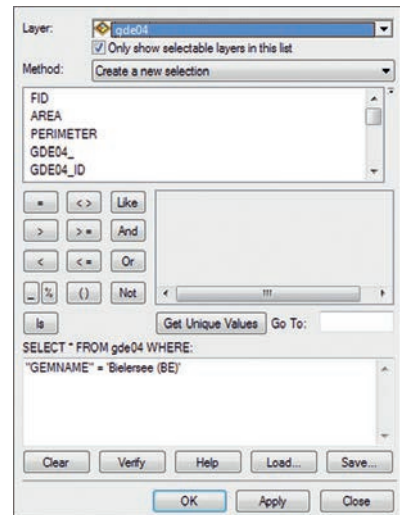 Layer: gde04
Only show selectable layers in this list
Method: Create a new selection
FID
AREA
PERIMETER
GDE04_
GDE04_ID
= <> Like
> >= And
< <= Or
_ % () Not
Is Get Unique Values Go To:
SELECT * FROM gde04 WHERE:
"GEMNAME" = 'Bielersee (BE)'
Clear Verify Help Load... Save...
OK Apply Close